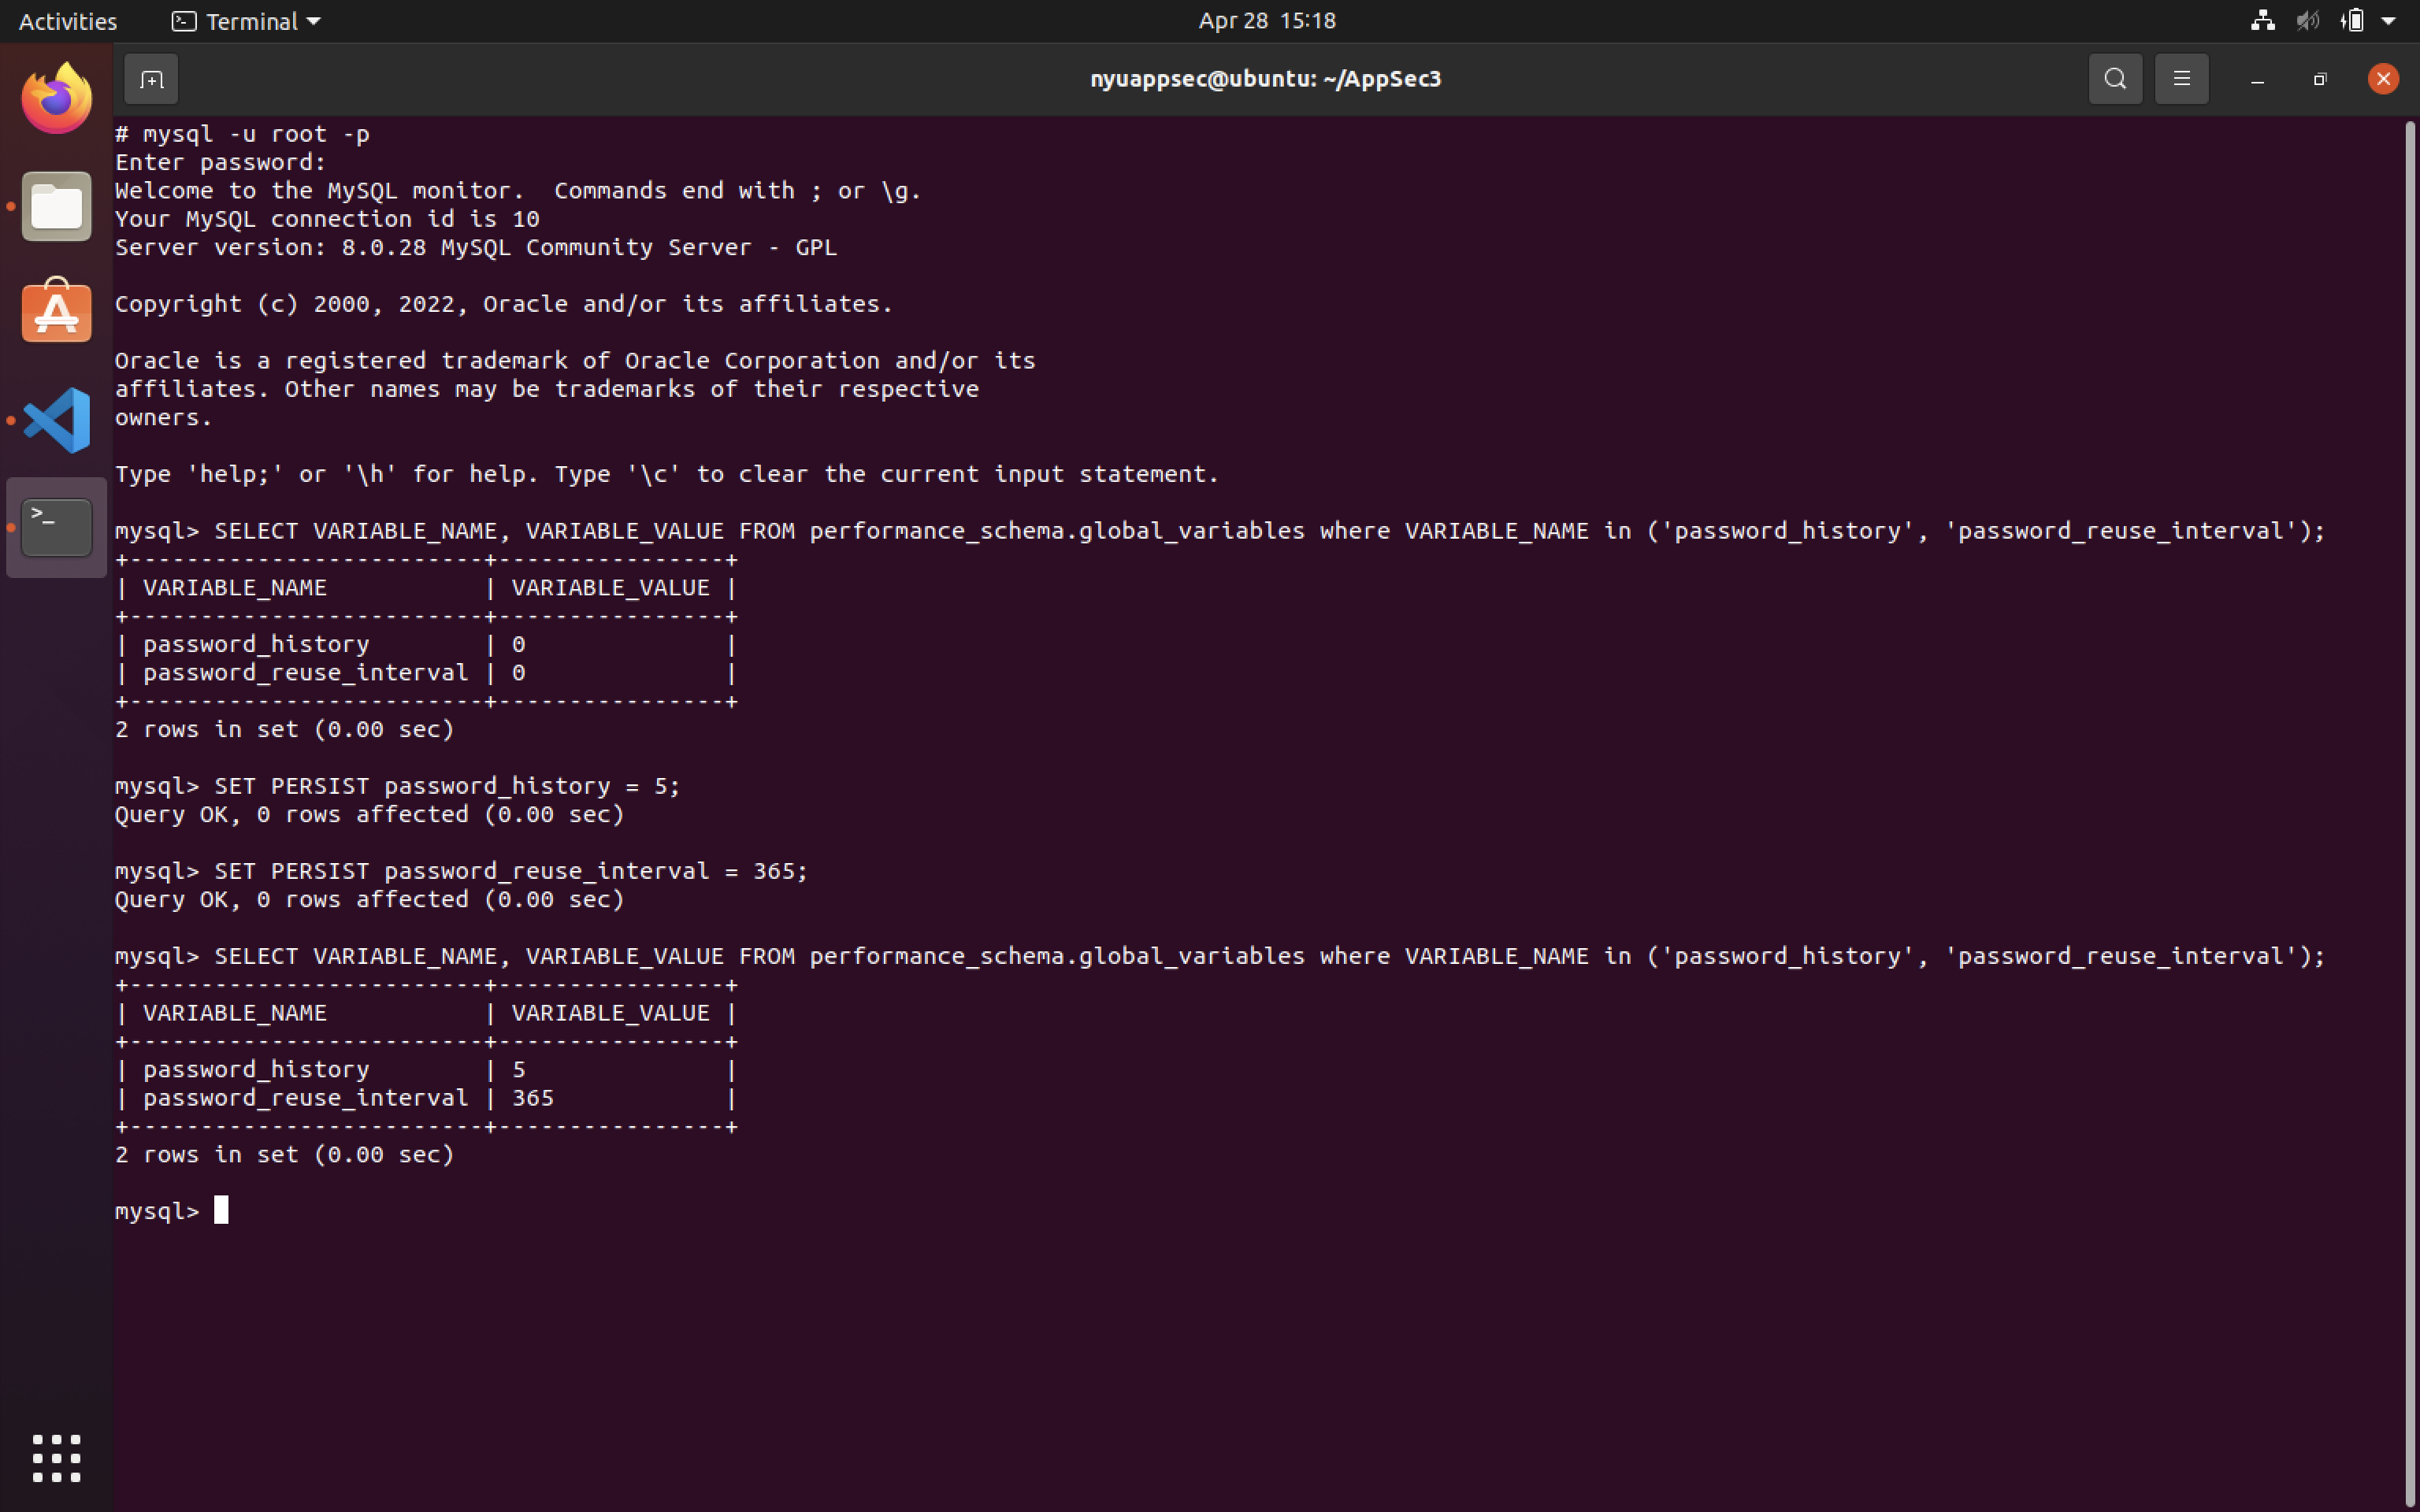 Activities Terminal Apr 28 15:18
nyuappsec@ubuntu: ~/AppSec3
# mysql -u root -p
Enter password:
Welcome to the MySQL monitor.  Commands end with ; or \g.
Your MySQL connection id is 10
Server version: 8.0.28 MySQL Community Server - GPL

Copyright (c) 2000, 2022, Oracle and/or its affiliates.

Oracle is a registered trademark of Oracle Corporation and/or its
affiliates. Other names may be trademarks of their respective
owners.

Type 'help;' or '\h' for help. Type '\c' to clear the current input statement.

mysql> SELECT VARIABLE_NAME, VARIABLE_VALUE FROM performance_schema.global_variables where VARIABLE_NAME in ('password_history', 'password_reuse_interval');
+-------------------------+----------------+
| VARIABLE_NAME           | VARIABLE_VALUE |
+-------------------------+----------------+
| password_history        | 0              |
| password_reuse_interval | 0              |
+-------------------------+----------------+
2 rows in set (0.00 sec)

mysql> SET PERSIST password_history = 5;
Query OK, 0 rows affected (0.00 sec)

mysql> SET PERSIST password_reuse_interval = 365;
Query OK, 0 rows affected (0.00 sec)

mysql> SELECT VARIABLE_NAME, VARIABLE_VALUE FROM performance_schema.global_variables where VARIABLE_NAME in ('password_history', 'password_reuse_interval');
+-------------------------+----------------+
| VARIABLE_NAME           | VARIABLE_VALUE |
+-------------------------+----------------+
| password_history        | 5              |
| password_reuse_interval | 365            |
+-------------------------+----------------+
2 rows in set (0.00 sec)

mysql>